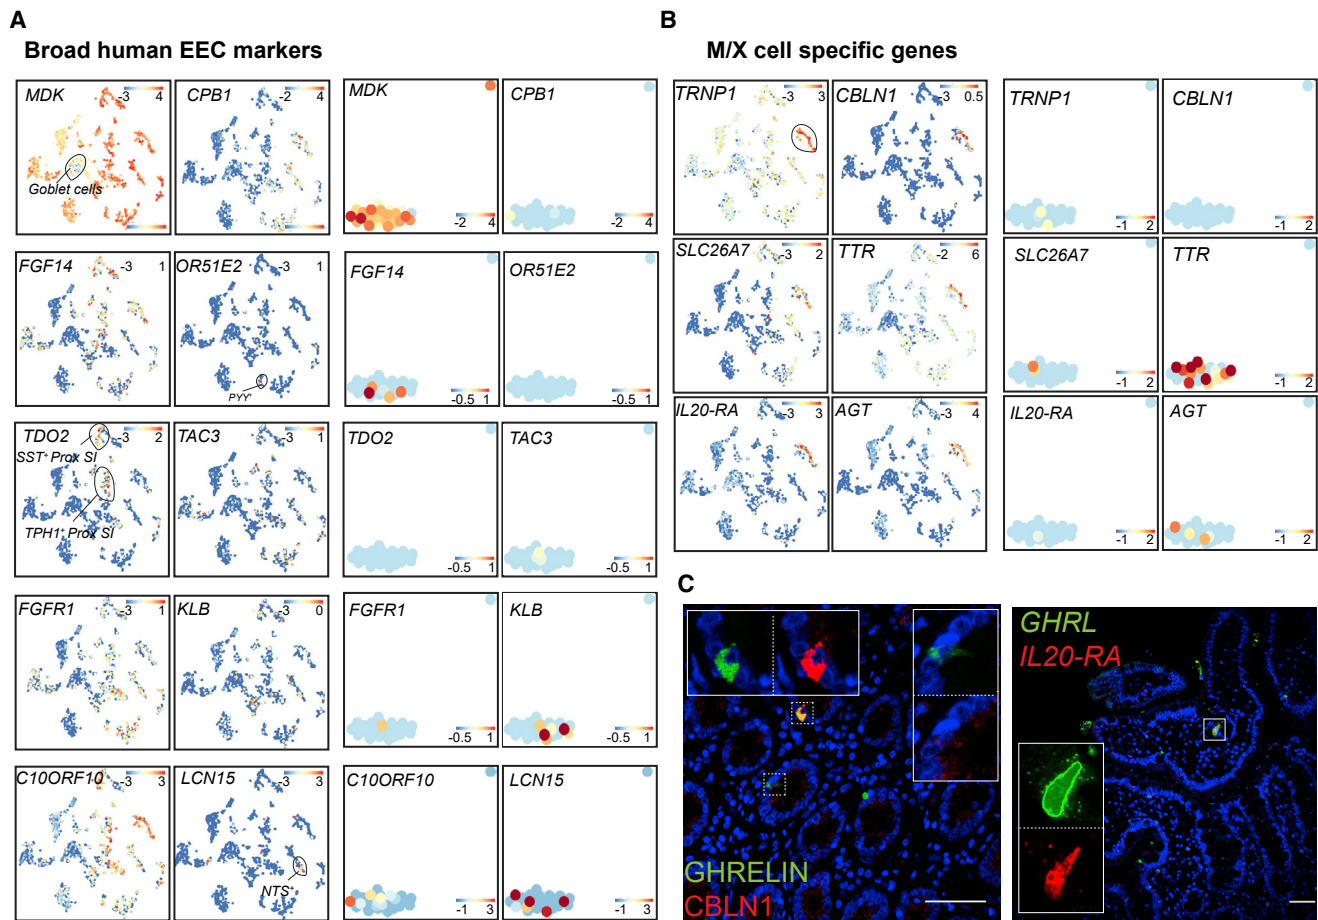 A
B
Broad human EEC markers
M/X cell specific genes
MDK -3 4
CPB1 -2 4
Goblet cells
MDK
-2 4
CPB1
-2 4
TRNP1 -3 3
CBLN1 -3 0.5
TRNP1
-1 2
CBLN1
-1 2
FGF14 -3 1
OR51E2 -3 1
PYY+
FGF14
-0.5 1
OR51E2
-0.5 1
SLC26A7 -3 2
TTR -2 6
SLC26A7
-1 2
TTR
-1 2
TDO2 -3 2
SST+ Prox SI
TPH1+ Prox SI
TAC3 -3 1
TDO2
-0.5 1
TAC3
-0.5 1
IL20-RA -3 3
AGT -3 4
IL20-RA
-1 2
AGT
-1 2
FGFR1 -3 1
KLB -3 0
FGFR1
-0.5 1
KLB
-0.5 1
C10ORF10 -3 3
LCN15 -3 3
NTS+
C10ORF10
-1 3
LCN15
-1 3
C
GHRELIN
CBLN1
GHRL
IL20-RA